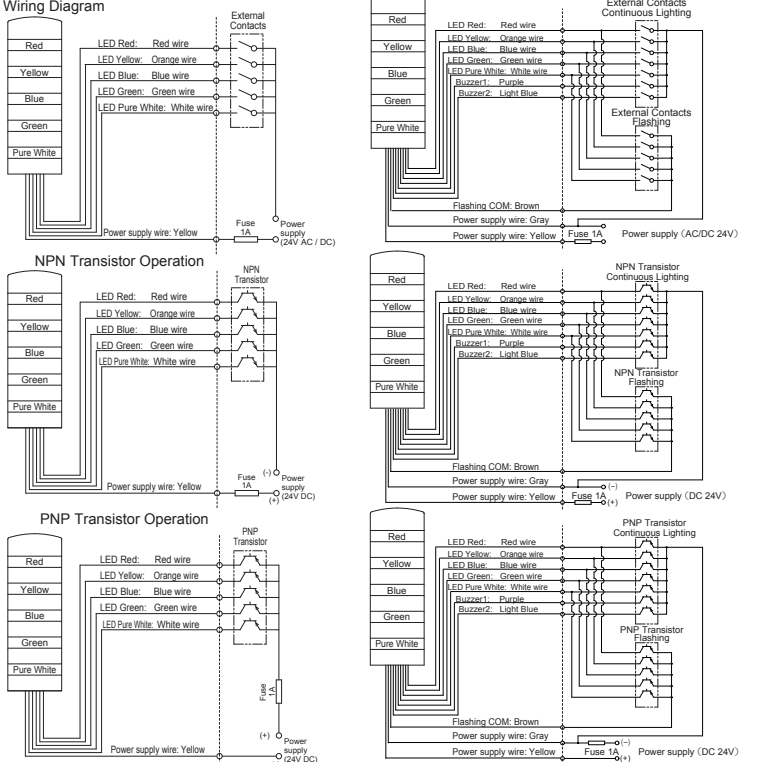 Wiring Diagram
External
Contacts
Red
LED Red: Red wire
LED Yellow: Orange wire
Yellow
LED Blue: Blue wire
Blue
LED Green: Green wire
LED Pure White: White wire
Green
Pure White
Power supply wire: Yellow
Fuse
1A
Power
supply
(24V AC / DC)
NPN Transistor Operation
NPN
Transistor
Red
LED Red: Red wire
LED Yellow: Orange wire
Yellow
LED Blue: Blue wire
Blue
LED Green: Green wire
LED Pure White: White wire
Green
Pure White
Power supply wire: Yellow
Fuse
1A
(-)
Power
supply
(24V DC)
(+)
PNP Transistor Operation
PNP
Transistor
Red
LED Red: Red wire
LED Yellow: Orange wire
Yellow
LED Blue: Blue wire
Blue
LED Green: Green wire
LED Pure White: White wire
Green
Pure White
Fuse
1A
(+)
Power
supply
(24V DC)
Power supply wire: Yellow
External Contacts
Continuous Lighting
Red
LED Red: Red wire
LED Yellow: Orange wire
Yellow
LED Blue: Blue wire
LED Green: Green wire
LED Pure White: White wire
Blue
Buzzer1: Purple
Buzzer2: Light Blue
Green
External Contacts
Flashing
Pure White
Flashing COM: Brown
Power supply wire: Gray
Power supply wire: Yellow
Fuse 1A
Power supply (AC/DC 24V)
NPN Transistor
Continuous Lighting
Red
LED Red: Red wire
LED Yellow: Orange wire
Yellow
LED Blue: Blue wire
LED Green: Green wire
LED Pure White: White wire
Blue
Buzzer1: Purple
Buzzer2: Light Blue
Green
NPN Transistor
Flashing
Pure White
Flashing COM: Brown
Power supply wire: Gray
(−)
Power supply wire: Yellow
Fuse 1A
(+)
Power supply (DC 24V)
PNP Transistor
Continuous Lighting
Red
LED Red: Red wire
LED Yellow: Orange wire
Yellow
LED Blue: Blue wire
LED Green: Green wire
LED Pure White: White wire
Blue
Buzzer1: Purple
Buzzer2: Light Blue
Green
PNP Transistor
Flashing
Pure White
Flashing COM: Brown
Power supply wire: Gray
(−)
Power supply wire: Yellow
Fuse 1A
(+)
Power supply (DC 24V)